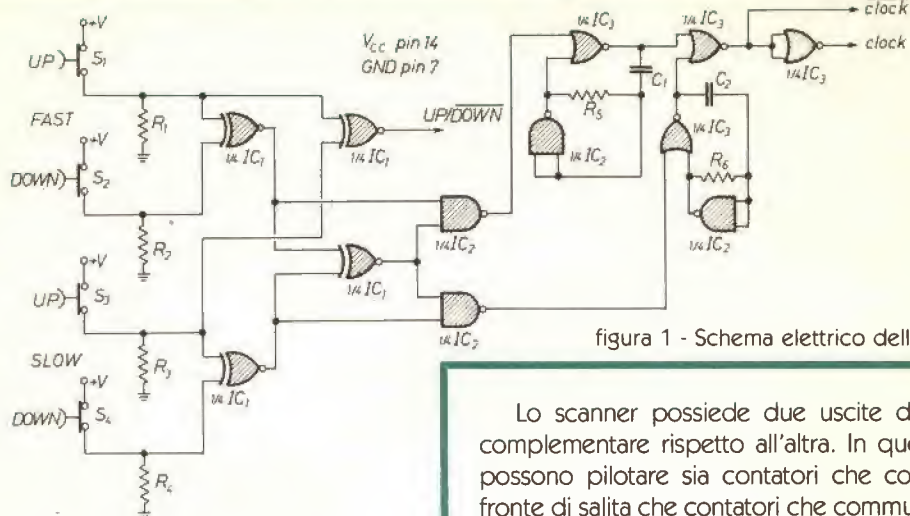 +V
UP) S1
FAST
R1
+V
DOWN) S2
R2
+V
UP) S3
SLOW
R3
+V
DOWN) S4
R4
1/4 IC1
1/4 IC1
UP/DOWN
1/4 IC1
1/4 IC1
VCC pin 14
GND pin 7
1/4 IC2
1/4 IC2
1/4 IC3
C1
R5
1/4 IC2
1/4 IC3
C2
1/4 IC3
R6
1/4 IC2
1/4 IC3
clock
clock
figura 1 - Schema elettrico dell
Lo scanner possiede due uscite d
complementare rispetto all'altra. In que
possono pilotare sia contatori che co
fronte di salita che contatori che commu